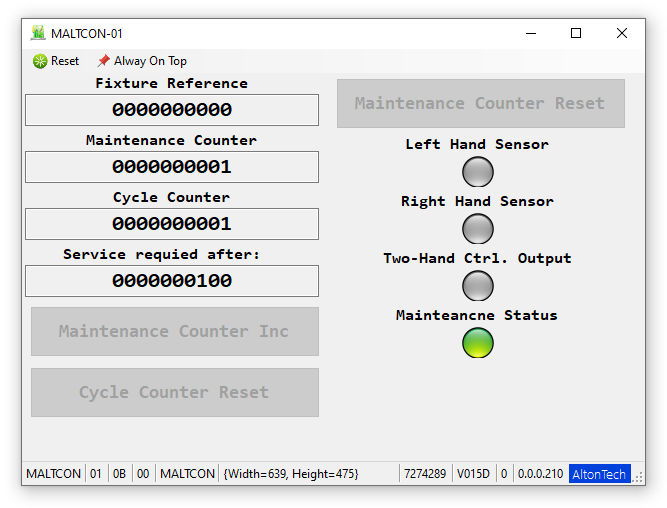 MALTCON-01
Reset Alway On Top
Fixture Reference
0000000000
Maintenance Counter
0000000001
Cycle Counter
0000000001
Service requied after:
0000000100
Maintenance Counter Inc
Cycle Counter Reset
Maintenance Counter Reset
Left Hand Sensor
Right Hand Sensor
Two-Hand Ctrl. Output
Mainteancne Status
MALTCON 01 0B 00 MALTCON {Width=639, Height=475} 7274289 V015D 0 0.0.0.210 AltonTech